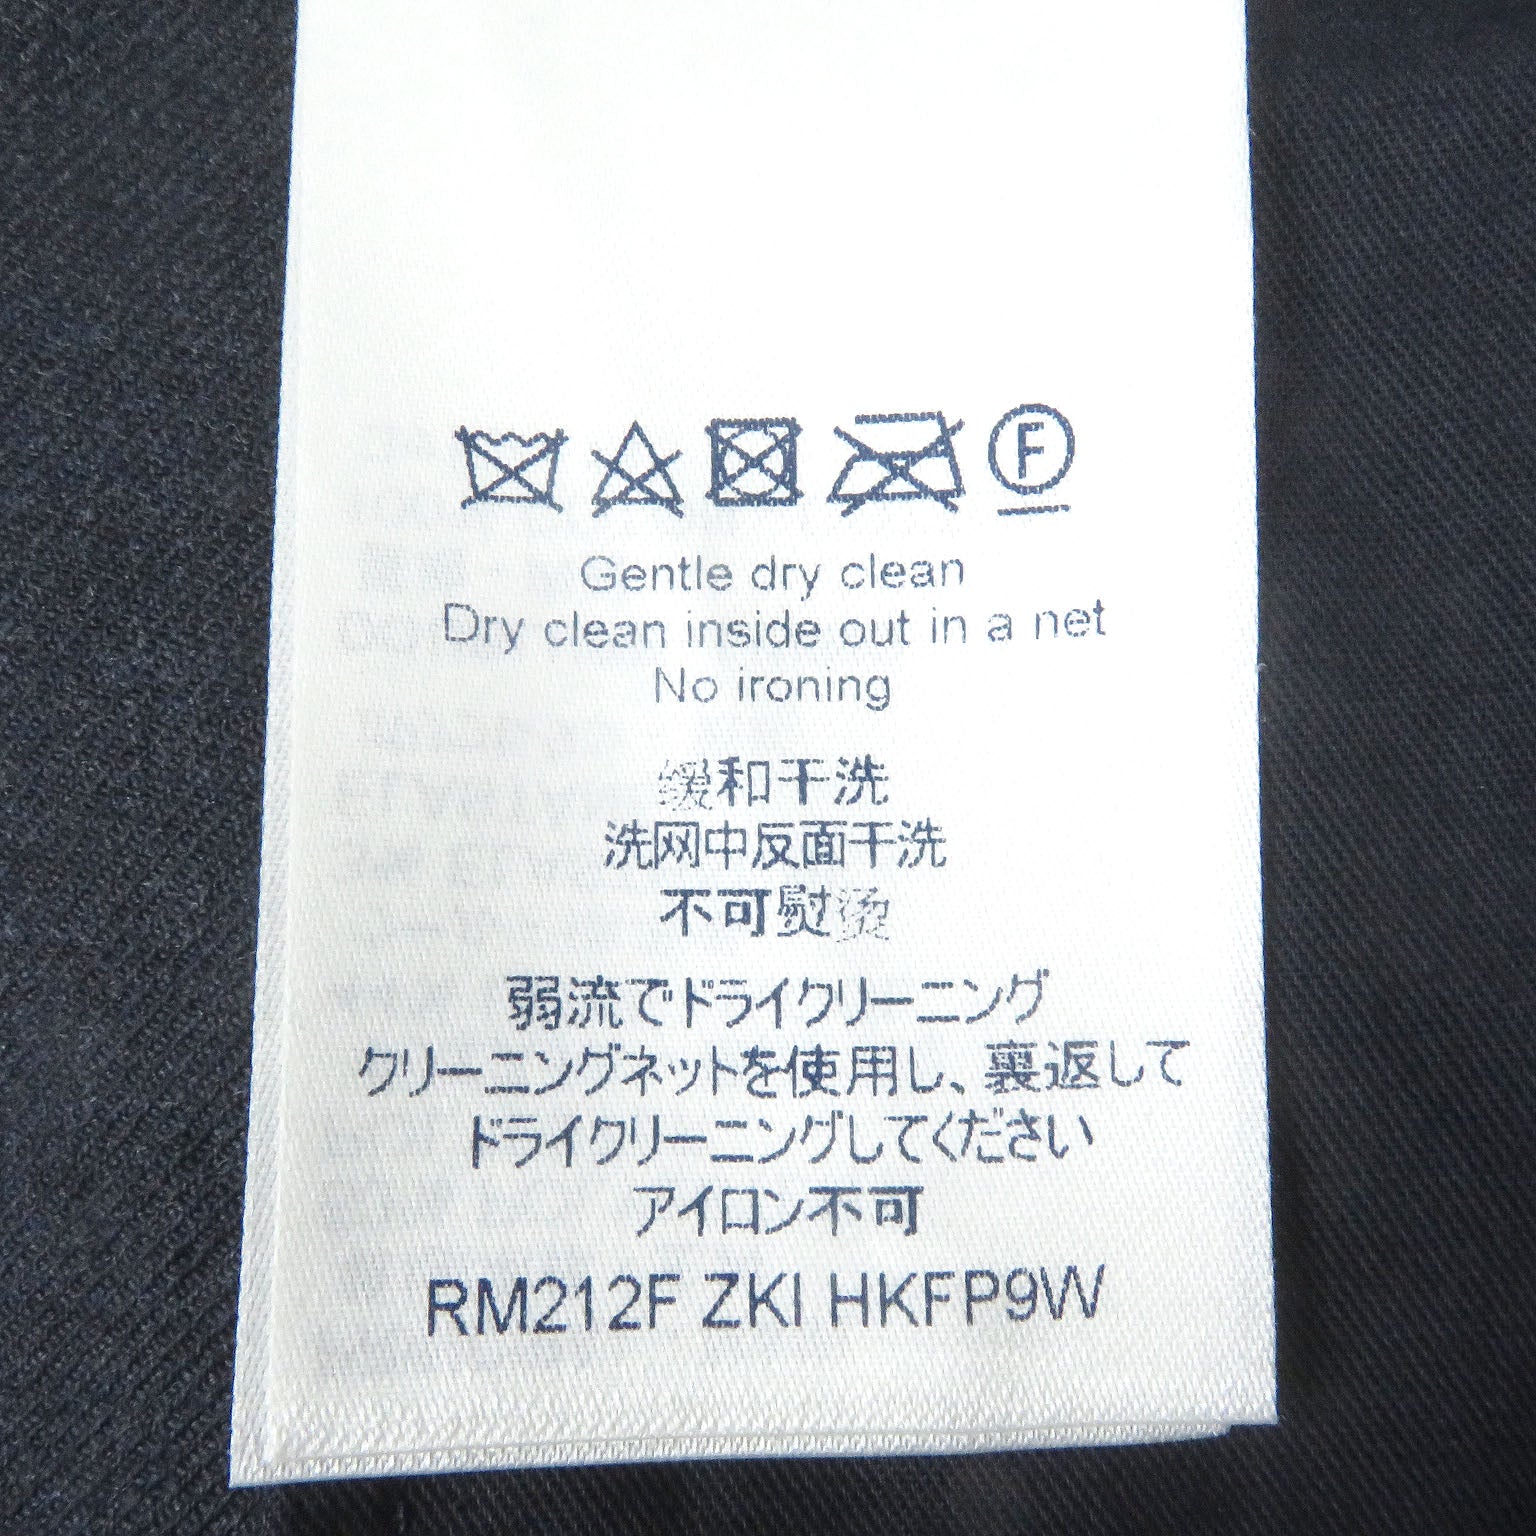 F
Gentle dry clean
Dry clean inside out in a net
No ironing
缓和干洗
洗网中反面干洗
不可熨烫
弱流でドライクリーニング
クリーニングネットを使用し、裏返して
ドライクリーニングしてください
アイロン不可
RM212F ZKI HKFP9W